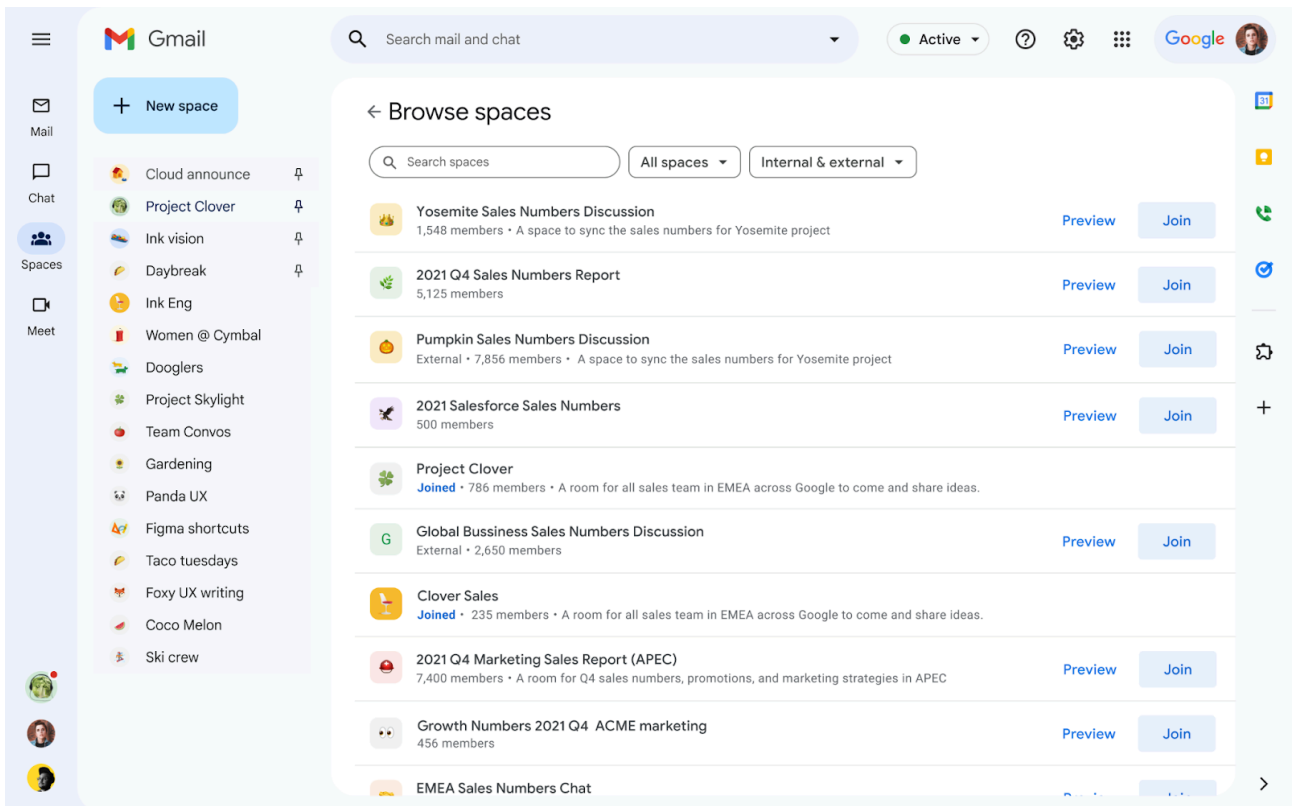 Gmail
Search mail and chat
Active
Google
Mail
Chat
Spaces
Meet
New space
Cloud announce
Project Clover
Ink vision
Daybreak
Ink Eng
Women @ Cymbal
Dooglers
Project Skylight
Team Convos
Gardening
Panda UX
Figma shortcuts
Taco tuesdays
Foxy UX writing
Coco Melon
Ski crew
Browse spaces
Search spaces
All spaces
Internal & external
Yosemite Sales Numbers Discussion
1,548 members • A space to sync the sales numbers for Yosemite project
Preview Join
2021 Q4 Sales Numbers Report
5,125 members
Preview Join
Pumpkin Sales Numbers Discussion
External • 7,856 members • A space to sync the sales numbers for Yosemite project
Preview Join
2021 Salesforce Sales Numbers
500 members
Preview Join
Project Clover
Joined • 786 members • A room for all sales team in EMEA across Google to come and share ideas.
G
Global Bussiness Sales Numbers Discussion
External • 2,650 members
Preview Join
Clover Sales
Joined • 235 members • A room for all sales team in EMEA across Google to come and share ideas.
2021 Q4 Marketing Sales Report (APEC)
7,400 members • A room for Q4 sales numbers, promotions, and marketing strategies in APEC
Preview Join
Growth Numbers 2021 Q4 ACME marketing
456 members
Preview Join
EMEA Sales Numbers Chat
31